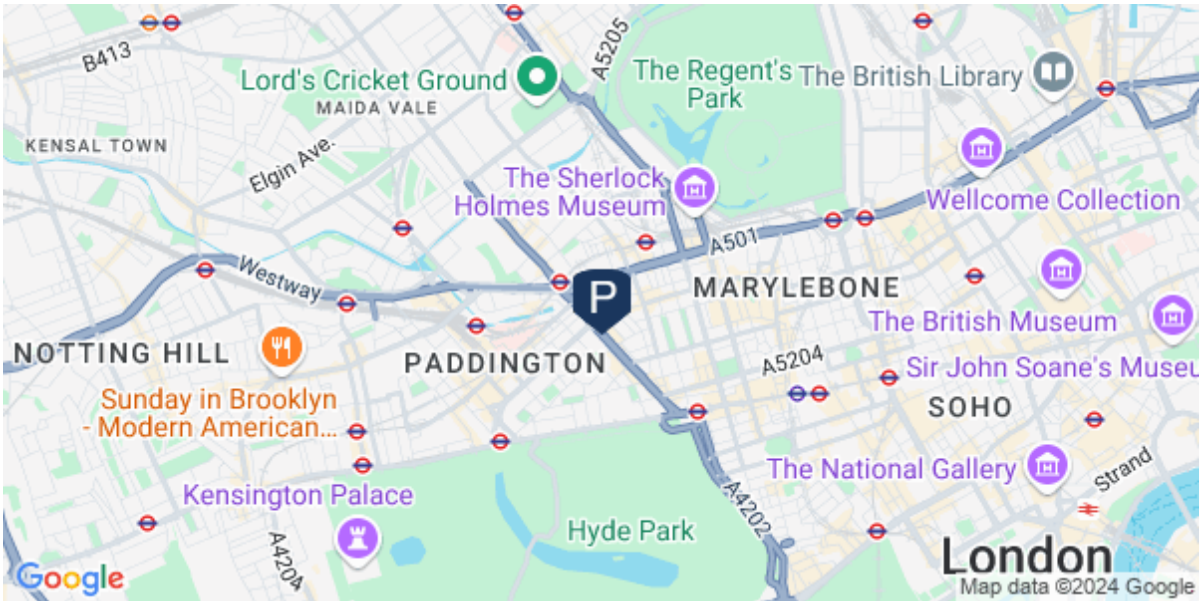 B413
A5205
Lord's Cricket Ground
The Regent's
Park
The British Library
MAIDA VALE
KENSAL TOWN
Elgin Ave.
The Sherlock
Holmes Museum
Wellcome Collection
A501
Westway
P
MARYLEBONE
The British Museum
NOTTING HILL
PADDINGTON
A5204
Sir John Soane's Museu
Sunday in Brooklyn
- Modern American...
SOHO
The National Gallery
Strand
Kensington Palace
A4202
Hyde Park
A4204
London
Google
Map data ©2024 Google